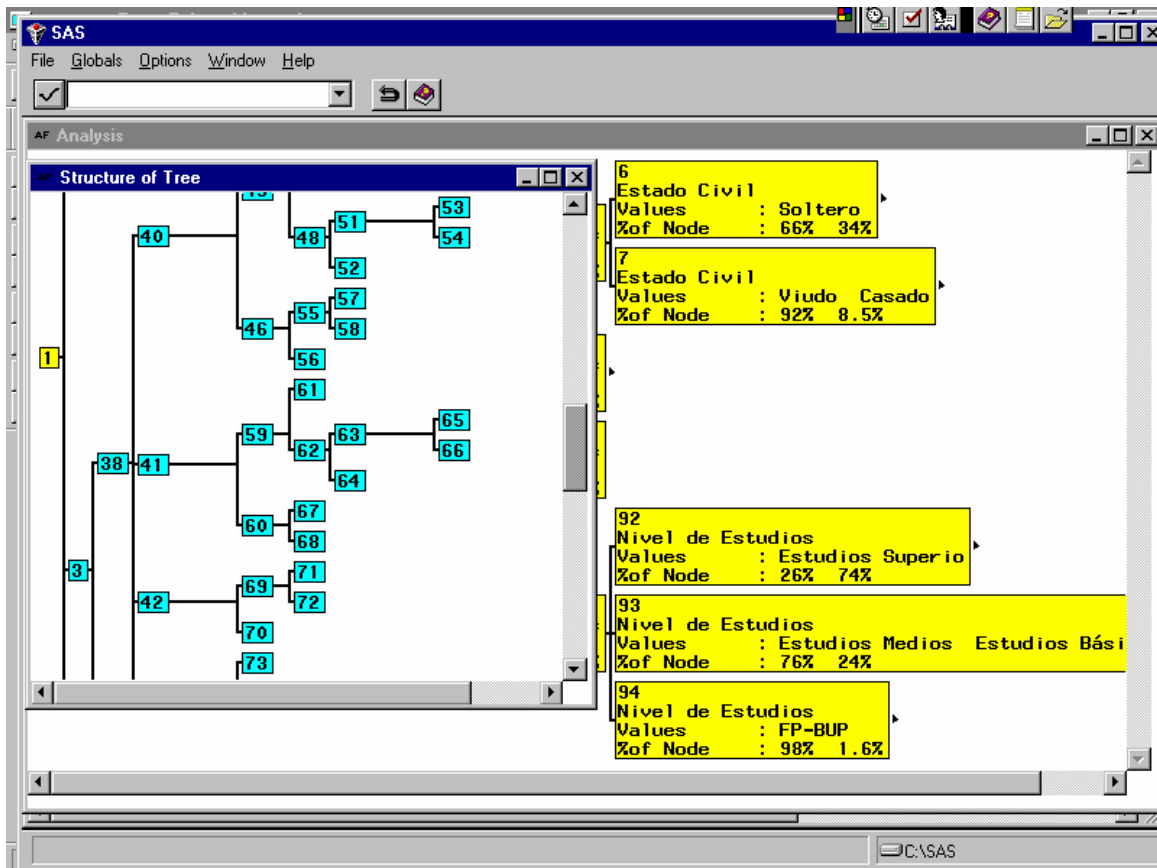 SAS
File Globals Options Window Help
AF Analysis
Structure of Tree
40
48
51
53
54
52
46
55
57
58
56
1
61
59
65
63
38
41
62
66
64
67
60
68
3
71
69
42
72
70
73
6
Estado Civil
Values : Soltero
%of Node : 66% 34%
7
Estado Civil
Values : Viudo Casado
%of Node : 92% 8.5%
92
Nivel de Estudios
Values : Estudios Superio
%of Node : 26% 74%
93
Nivel de Estudios
Values : Estudios Medios Estudios Bási
%of Node : 76% 24%
94
Nivel de Estudios
Values : FP-BUP
%of Node : 98% 1.6%
C:\SAS